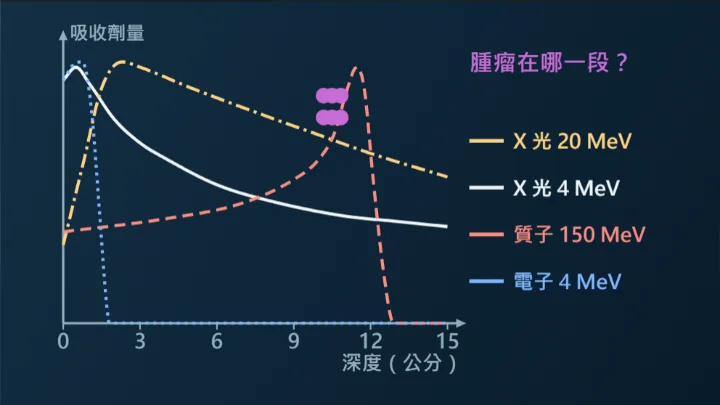 吸收劑量
腫瘤在哪一段？
X 光 20 MeV
X 光 4 MeV
質子 150 MeV
電子 4 MeV
0 3 6 9 12 15
深度（公分）